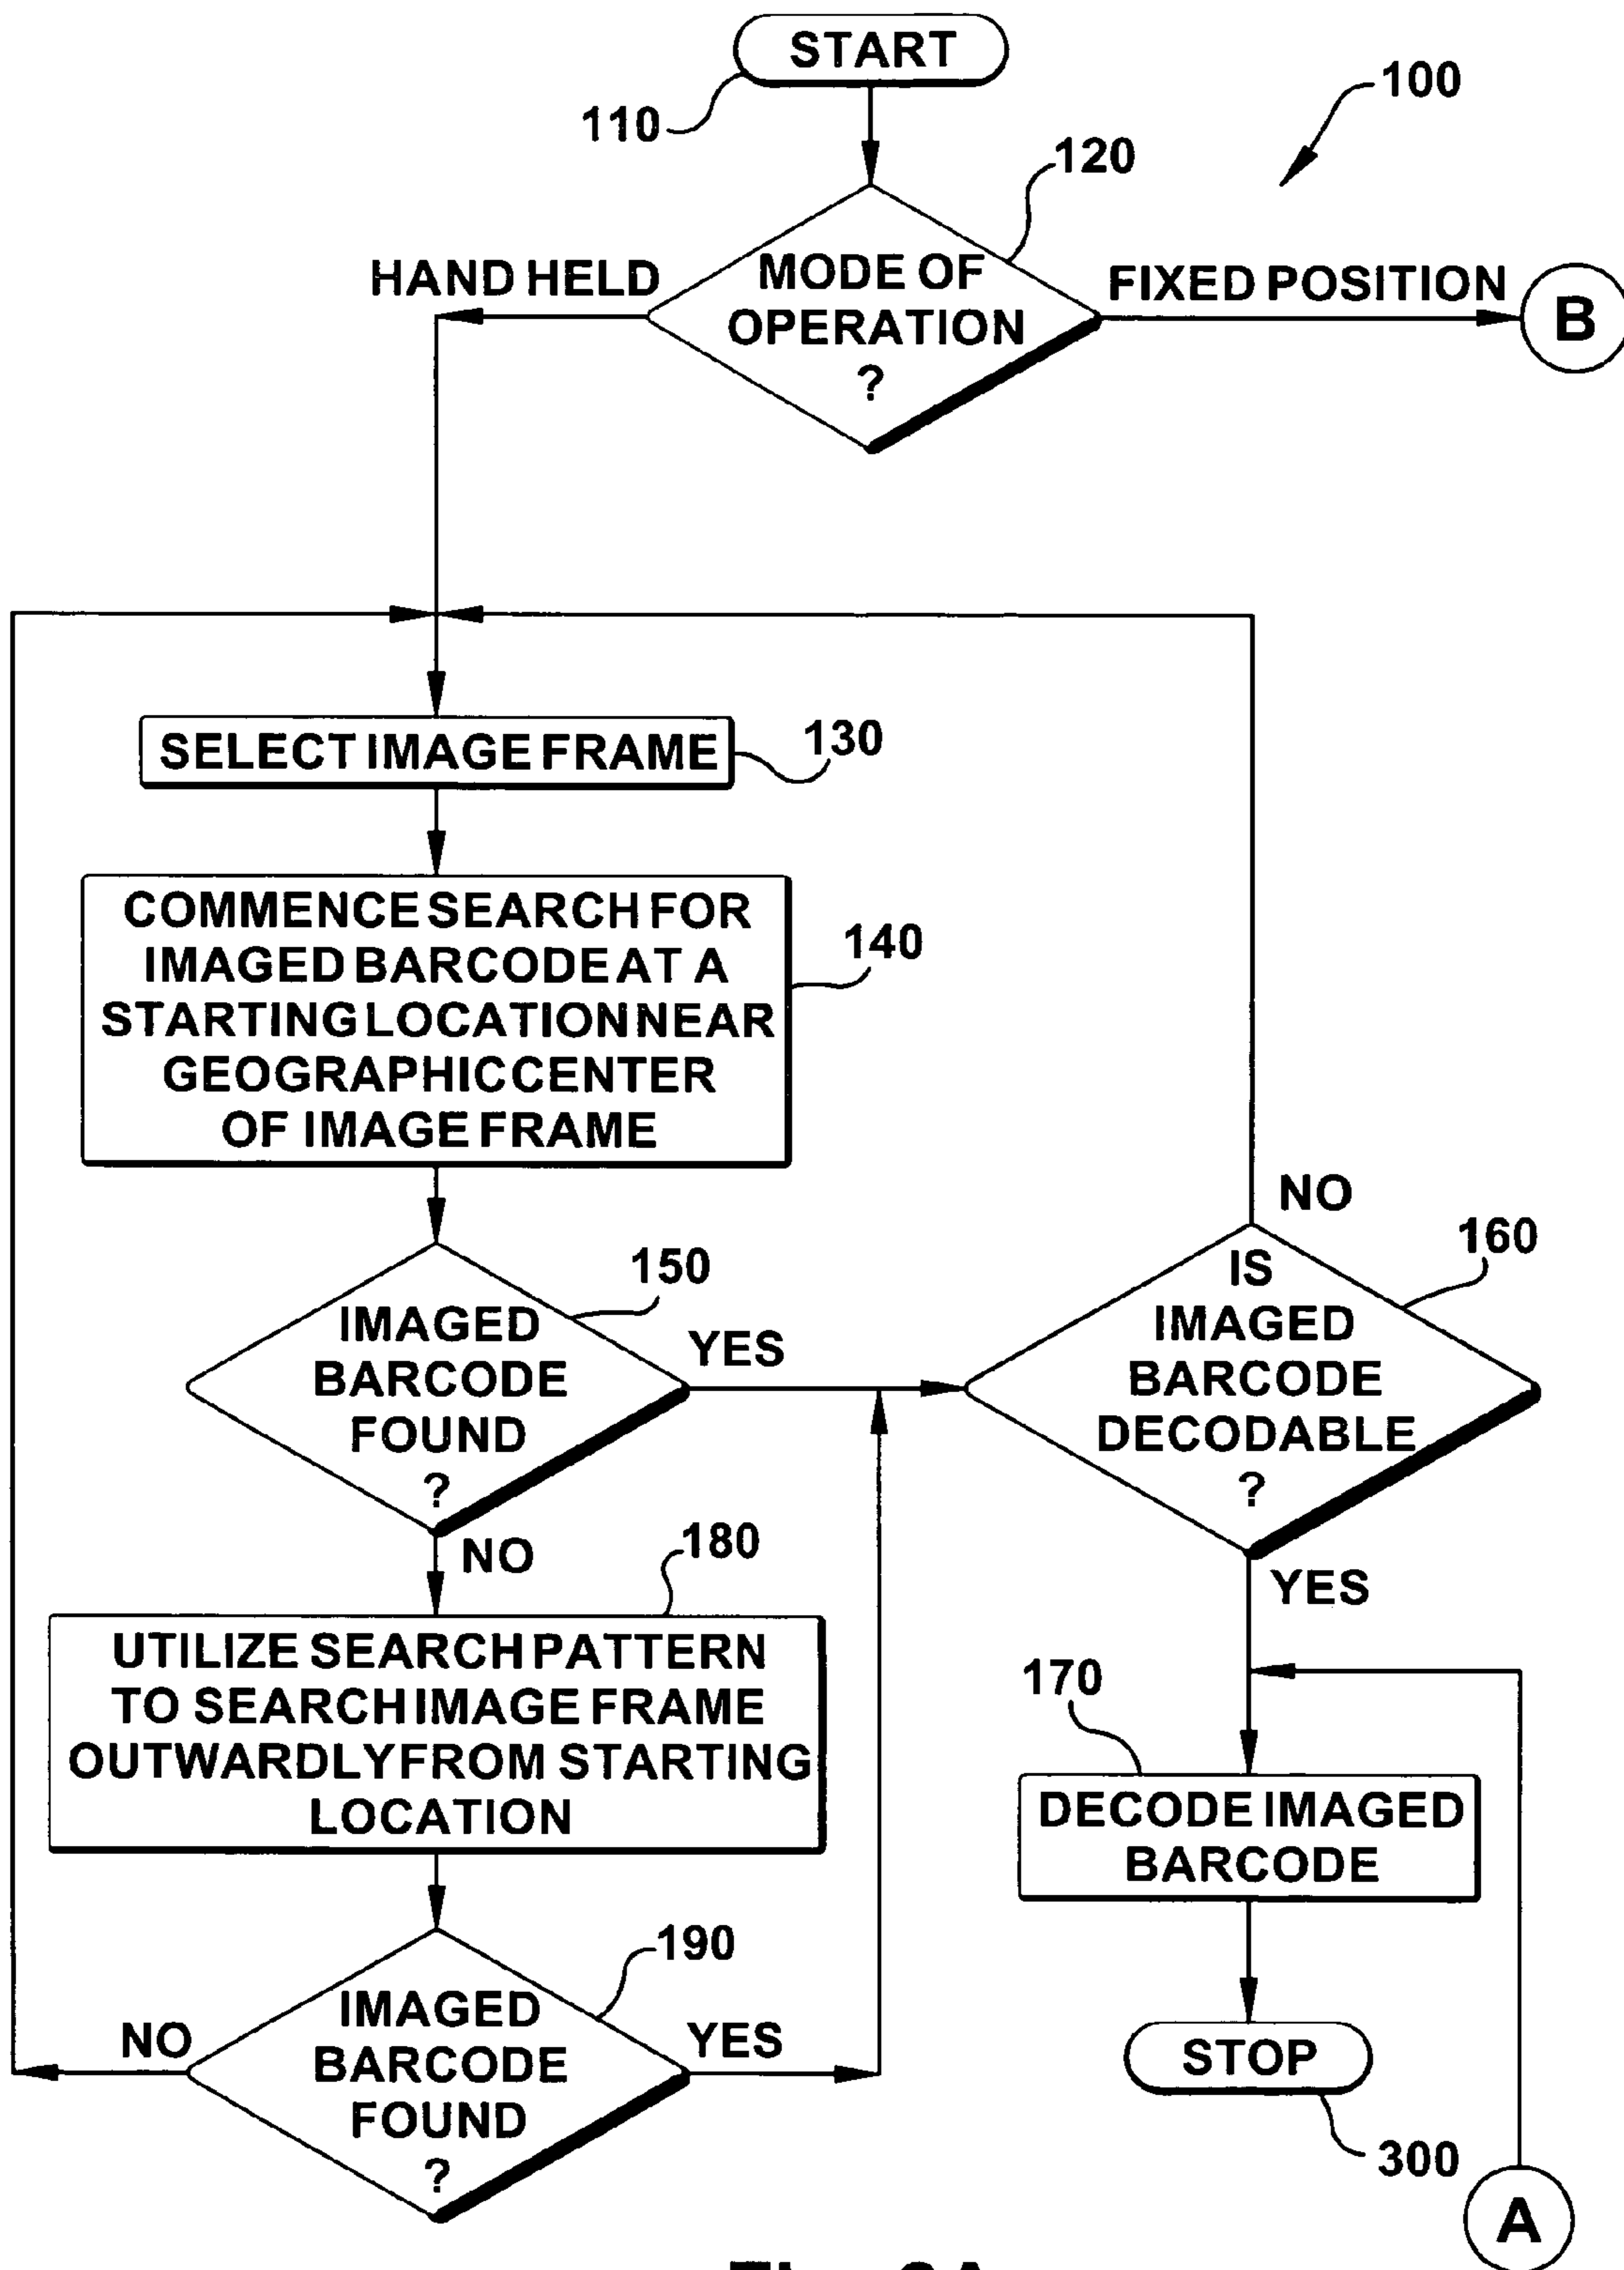 START
110
100
120
MODE OF
OPERATION
?
HAND HELD
FIXED POSITION
B
SELECT IMAGE FRAME
130
COMMENCE SEARCH FOR
IMAGED BARCODE AT A
STARTING LOCATION NEAR
GEOGRAPHIC CENTER
OF IMAGE FRAME
140
150
IMAGED
BARCODE
FOUND
?
YES
NO
160
IS
IMAGED
BARCODE
DECODABLE
?
NO
YES
180
UTILIZE SEARCH PATTERN
TO SEARCH IMAGE FRAME
OUTWARDLY FROM STARTING
LOCATION
170
DECODE IMAGED
BARCODE
190
IMAGED
BARCODE
FOUND
?
NO
YES
STOP
300
A